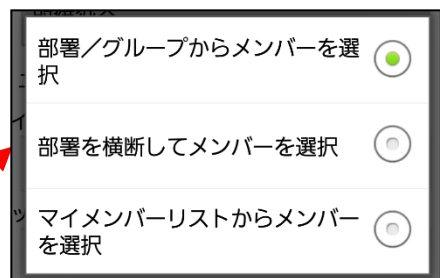 部署／グループからメンバーを選
択
部署を横断してメンバーを選択
マイメンバーリストからメンバー
を選択